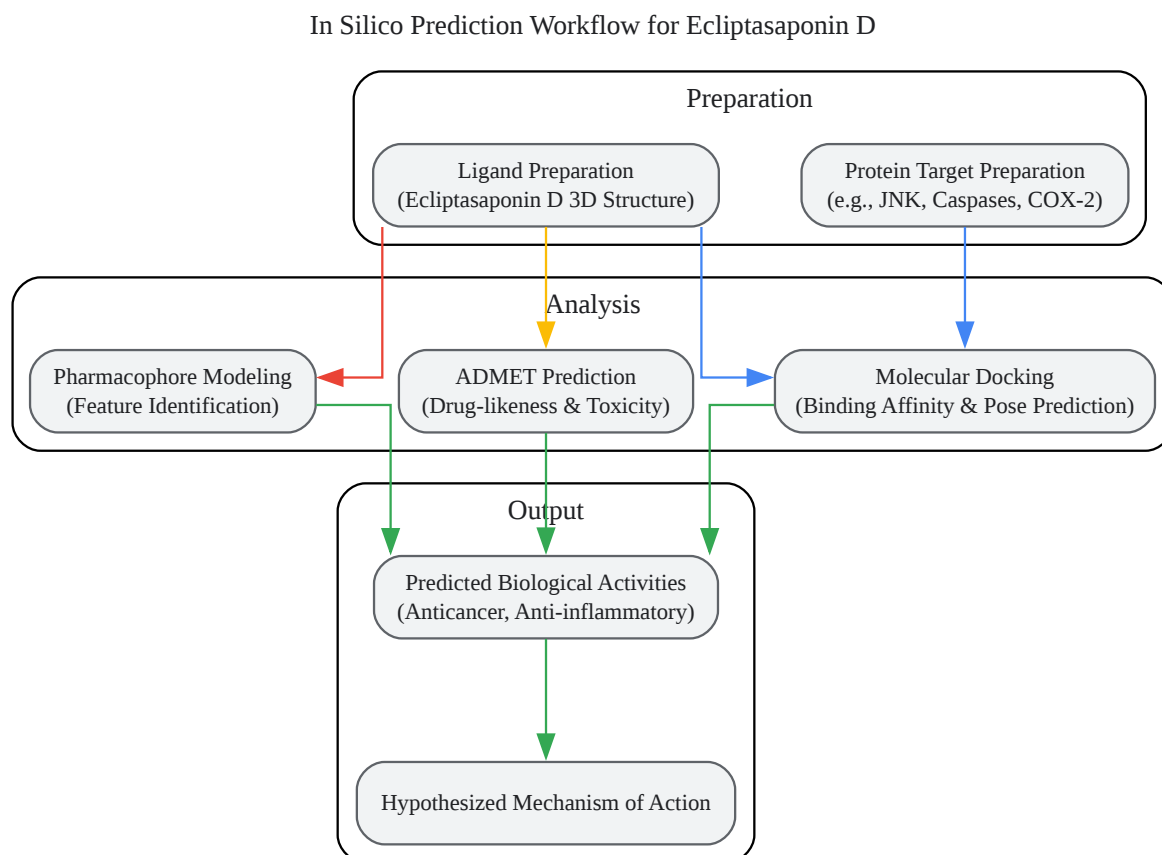 In Silico Prediction Workflow for Ecliptasaponin D
Preparation
Ligand Preparation
(Ecliptasaponin D 3D Structure)
Protein Target Preparation
(e.g., JNK, Caspases, COX-2)
Analysis
Pharmacophore Modeling
(Feature Identification)
ADMET Prediction
(Drug-likeness & Toxicity)
Molecular Docking
(Binding Affinity & Pose Prediction)
Output
Predicted Biological Activities
(Anticancer, Anti-inflammatory)
Hypothesized Mechanism of Action